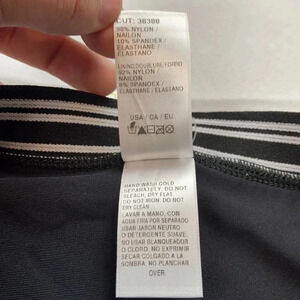 CUT: 38380
90% NYLON /
NAILON
10% SPANDEX /
ELASTHANE /
ELASTANO
LINING/DOUBLURE/FORRO
92% NYLON /
NAILON
8% SPANDEX /
ELASTHANE / ELASTANO
USA / CA / EU
HAND WASH COLD
SEPARATELY. DO NOT
BLEACH, DRY FLAT.
DO NOT IRON. DO NOT
DRY CLEAN
LAVAR A MANO, CON
AGUA FRIA POR SEPARADO
USAR JABON NEUTRO
O DETERGENTE SUAVE.
NO USAR BLANQUEADOR
O CLORO. NO EXPRIMIR
SECAR COLGADO A LA
SOMBRA. NO PLANCHAR
OVER